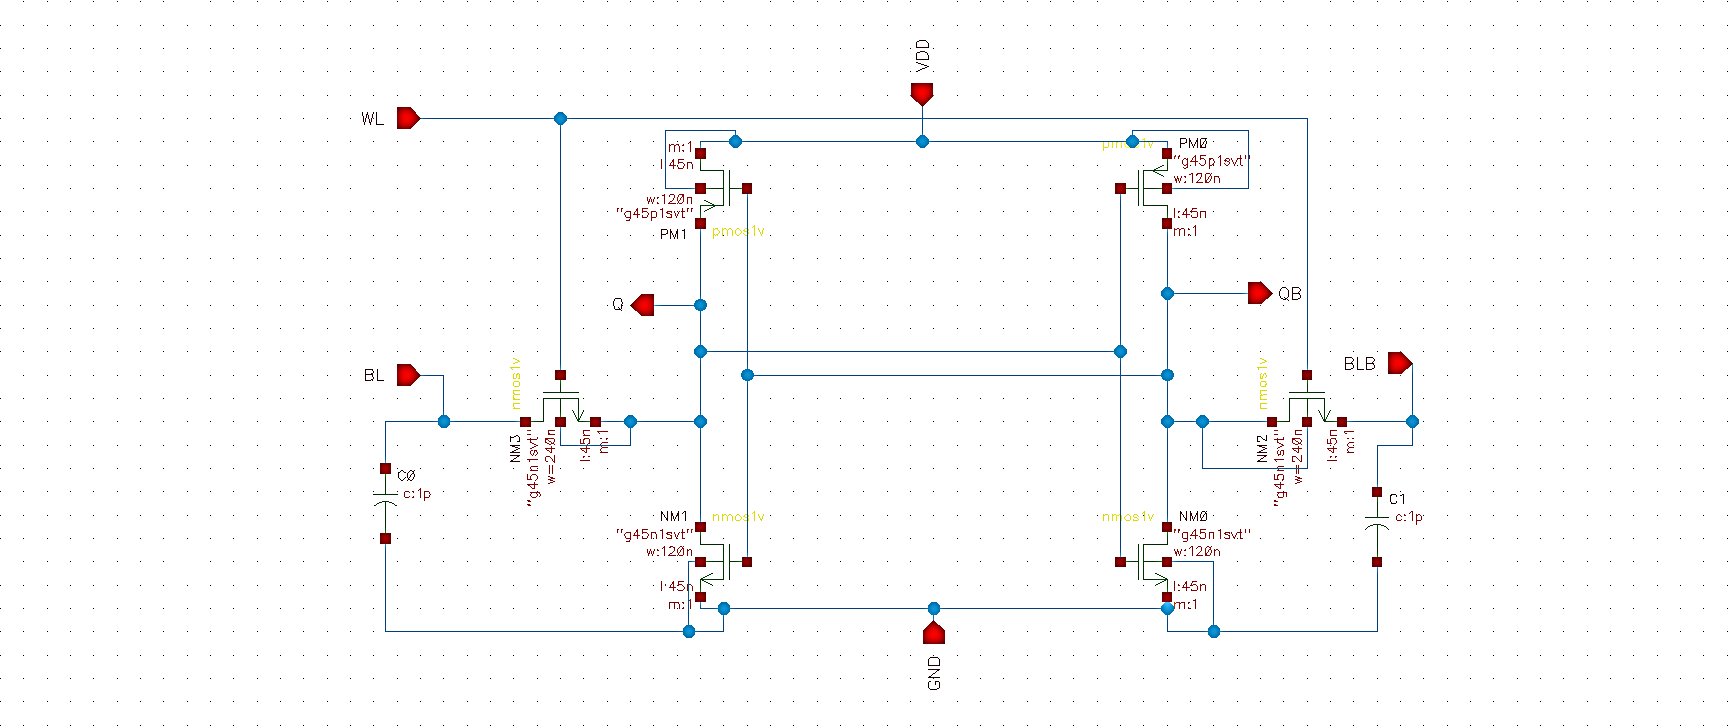 VDD
WL
m:1
l:45n
w:120n
"g45p1svt"
PM1
pmos1v
pmos1v
PM0
"g45p1svt"
w:120n
l:45n
m:1
Q
QB
BL
BLB
nmos1v
NM3
"g45n1svt"
w=240n
l:45n
m:1
nmos1v
NM2
"g45n1svt"
w=240n
l:45n
m:1
C0
c:1p
C1
c:1p
NM1
nmos1v
"g45n1svt"
w:120n
l:45n
m:1
nmos1v
NM0
"g45n1svt"
w:120n
l:45n
m:1
GND